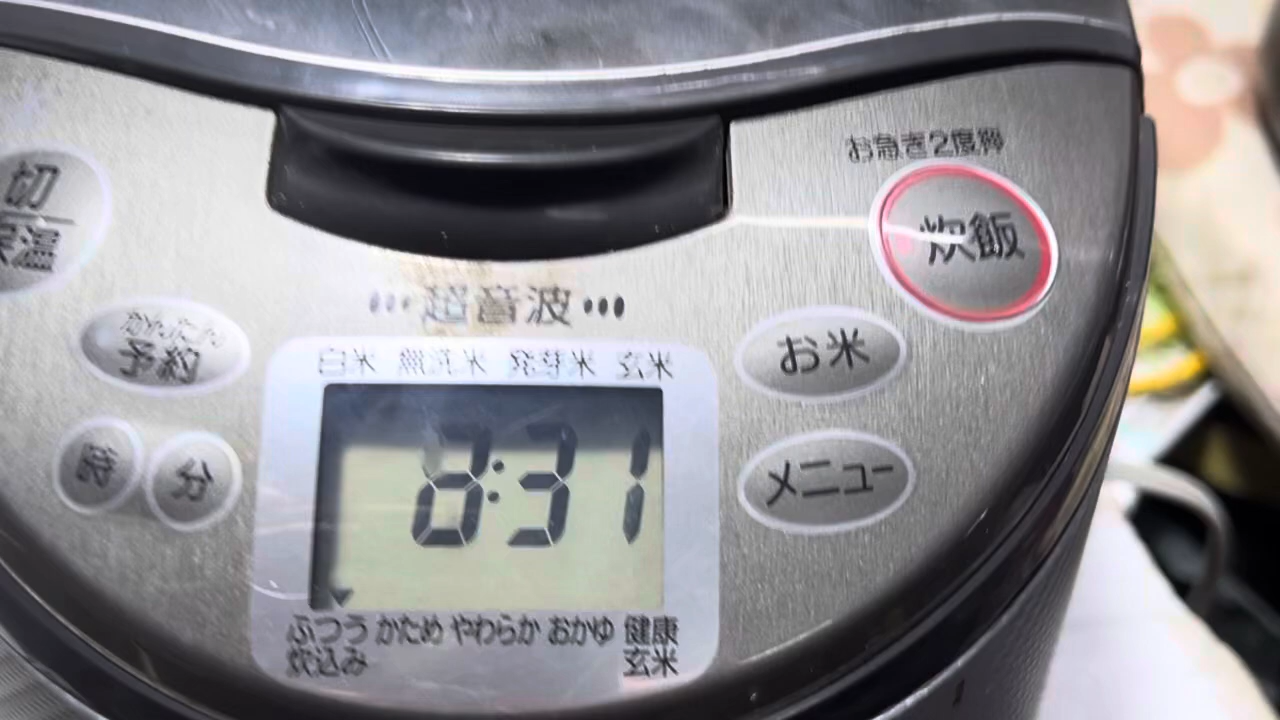 お急ぎ2度押
炊飯
切
保温
超音波
かんたん
予約
白米 無洗米 発芽米 玄米
お米
8:31
時 分
メニュー
ふつう かため やわらか おかゆ 健康
炊込み 玄米